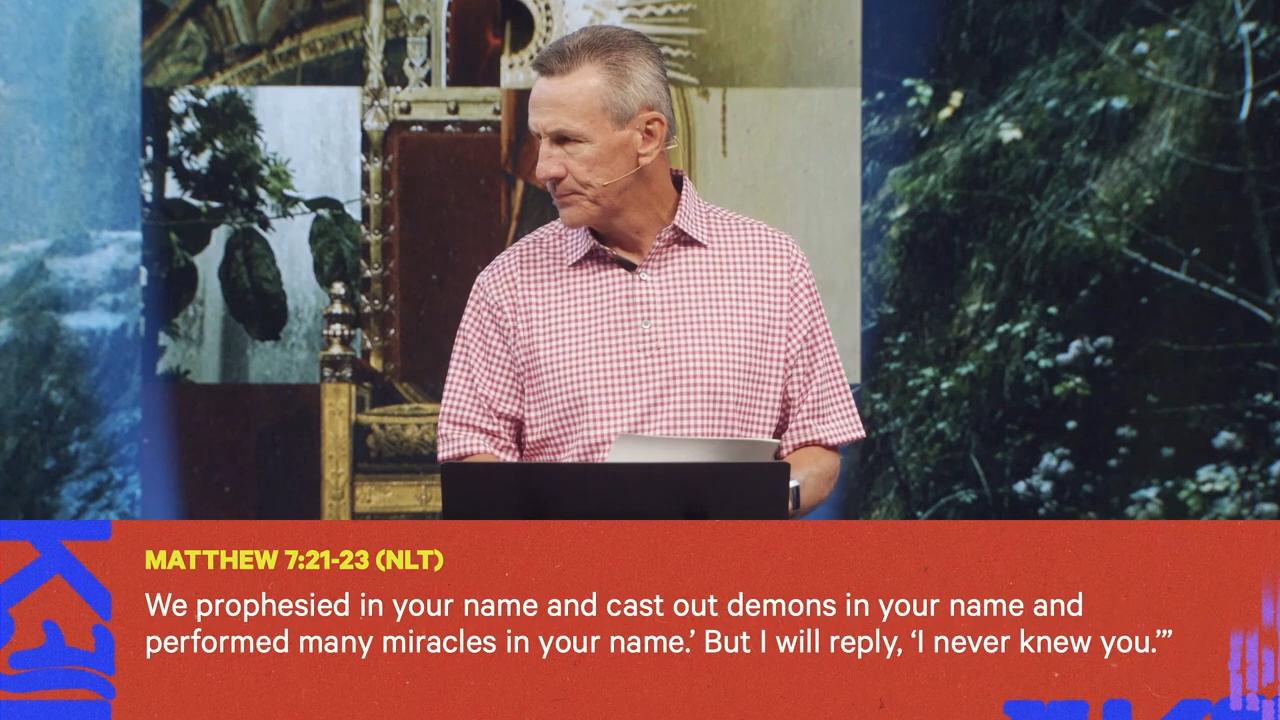 MATTHEW 7:21-23 (NLT)
We prophesied in your name and cast out demons in your name and
performed many miracles in your name.’ But I will reply, ‘I never knew you.’”